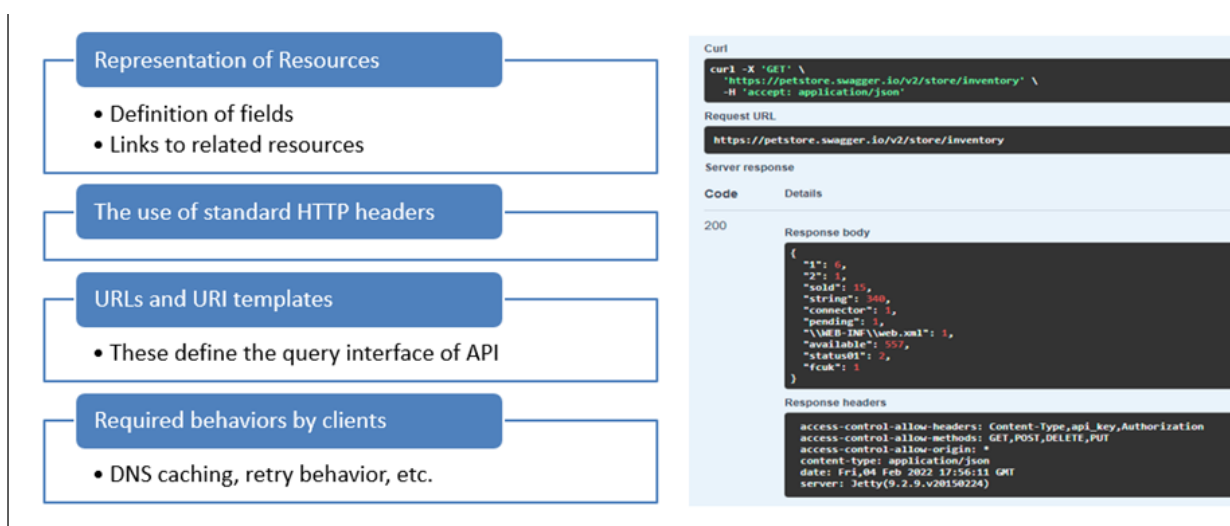 Representation of Resources
• Definition of fields
• Links to related resources
The use of standard HTTP headers
URLs and URI templates
• These define the query interface of API
Required behaviors by clients
• DNS caching, retry behavior, etc.
Curl
curl -X 'GET' \
'https://petstore.swagger.io/v2/store/inventory' \
-H 'accept: application/json'
Request URL
https://petstore.swagger.io/v2/store/inventory
Server response
Code Details
200
Response body
{
"1": 6,
"2": 1,
"sold": 15,
"string": 340,
"connector": 1,
"pending": 1,
"\\WEB-INF\\web.xml": 1,
"available": 557,
"status01": 2,
"fcuk": 1
}
Response headers
access-control-allow-headers: Content-Type,api_key,Authorization
access-control-allow-methods: GET,POST,DELETE,PUT
access-control-allow-origin: *
content-type: application/json
date: Fri,04 Feb 2022 17:56:11 GMT
server: Jetty(9.2.9.v20150224)